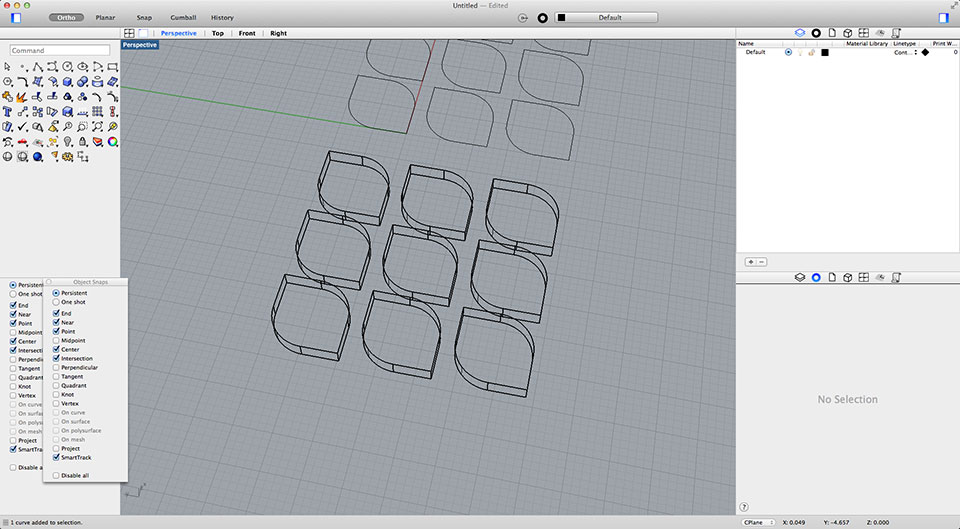 Untitled — Edited
Ortho Planar Snap Gumball History
Default
Perspective Top Front Right
Perspective
Command
Name Material Library Linetype Print W...
Default Cont... 0
Persistent
One shot
End
Near
Point
Midpoint
Center
Intersecti
Perpendic
Tangent
Quadrant
Knot
Vertex
On curve
On surfa
On polys
On mesh
Project
SmartTra
Disable a
Object Snaps
Persistent
One shot
End
Near
Point
Midpoint
Center
Intersection
Perpendicular
Tangent
Quadrant
Knot
Vertex
On curve
On surface
On polysurface
On mesh
Project
SmartTrack
Disable all
No Selection
1 curve added to selection.
CPlane X: 0.049 Y: -4.657 Z: 0.000